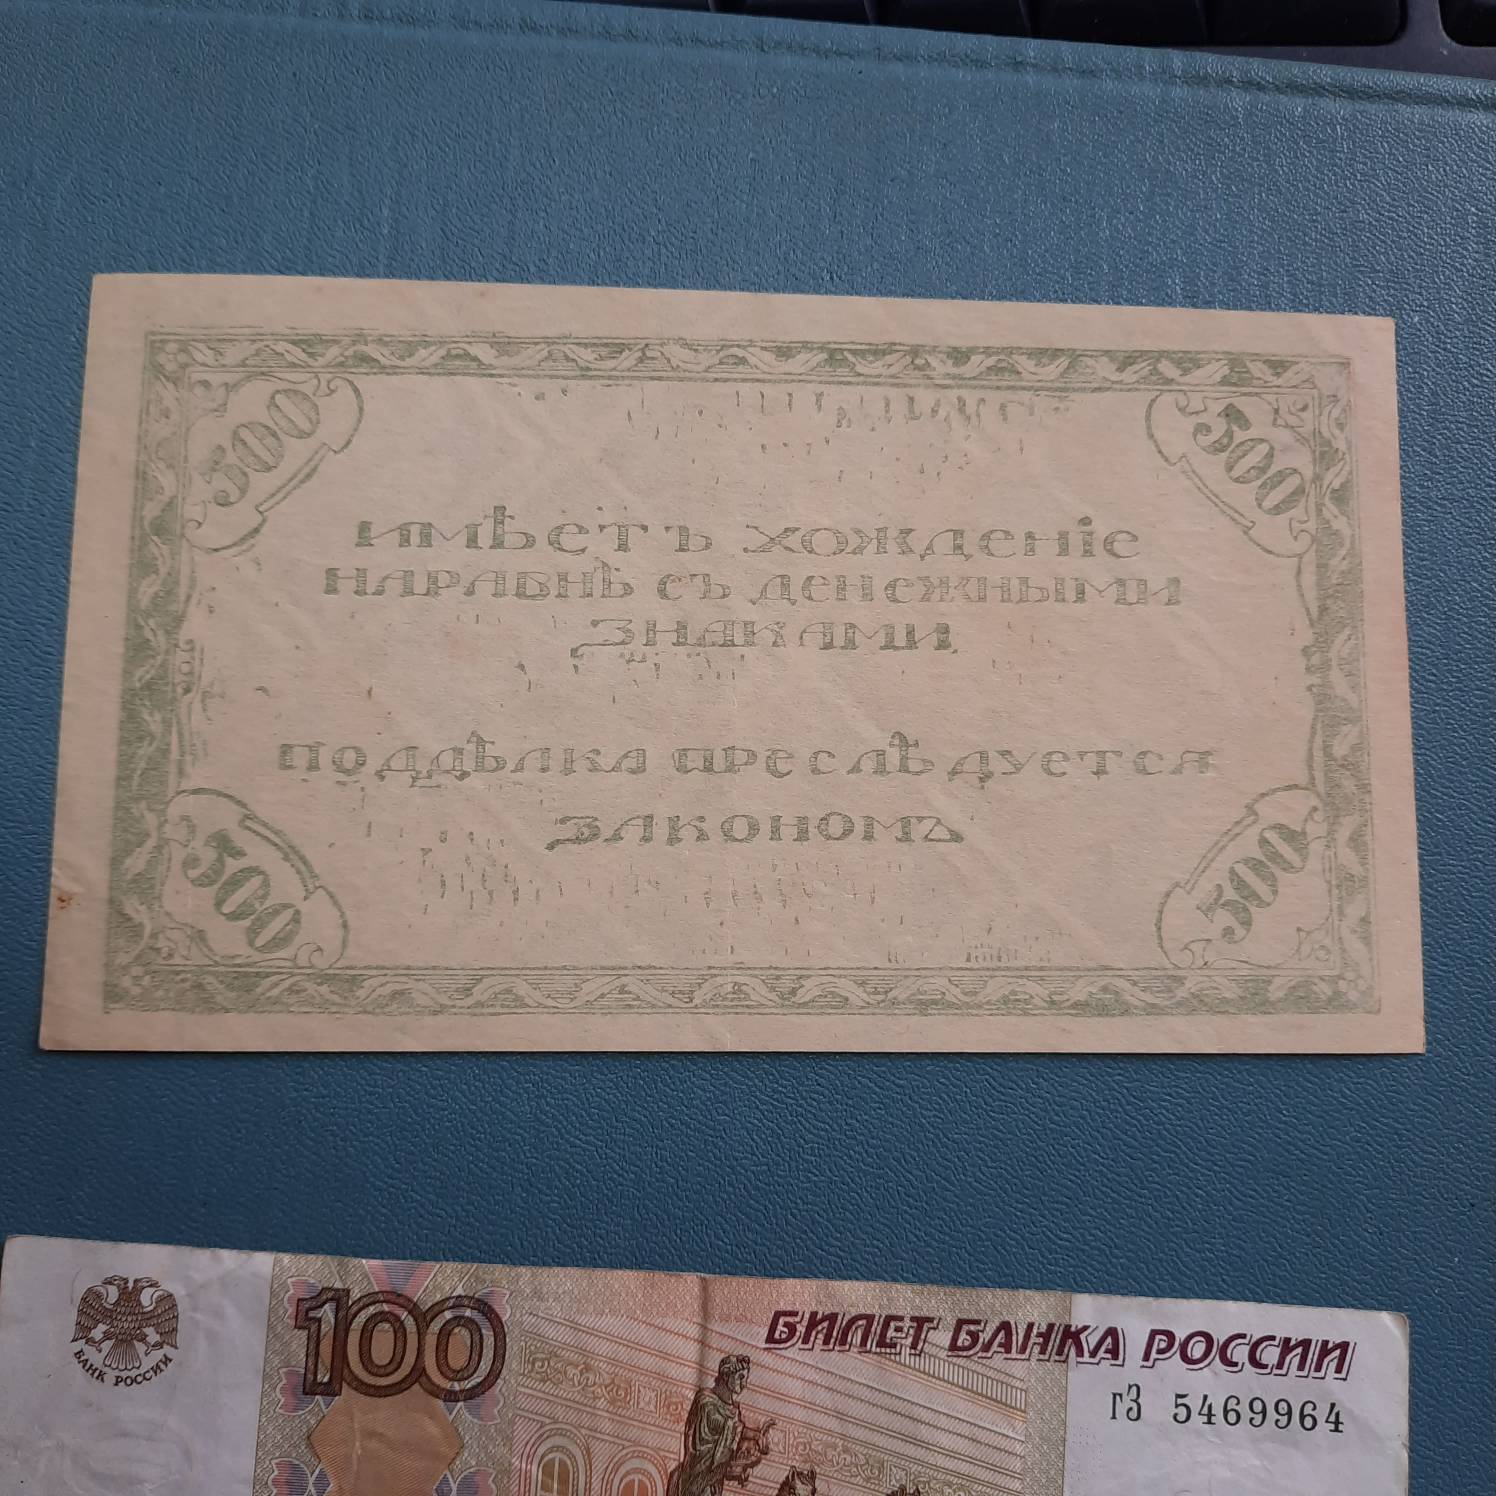 500 500
имѣетъ хожденіе
наравнѣ съ денежными
знаками
поддѣлка преслѣдуется
закономъ
500 500
100
БИЛЕТ БАНКА РОССИИ
БАНК РОССИИ
гЗ 5469964